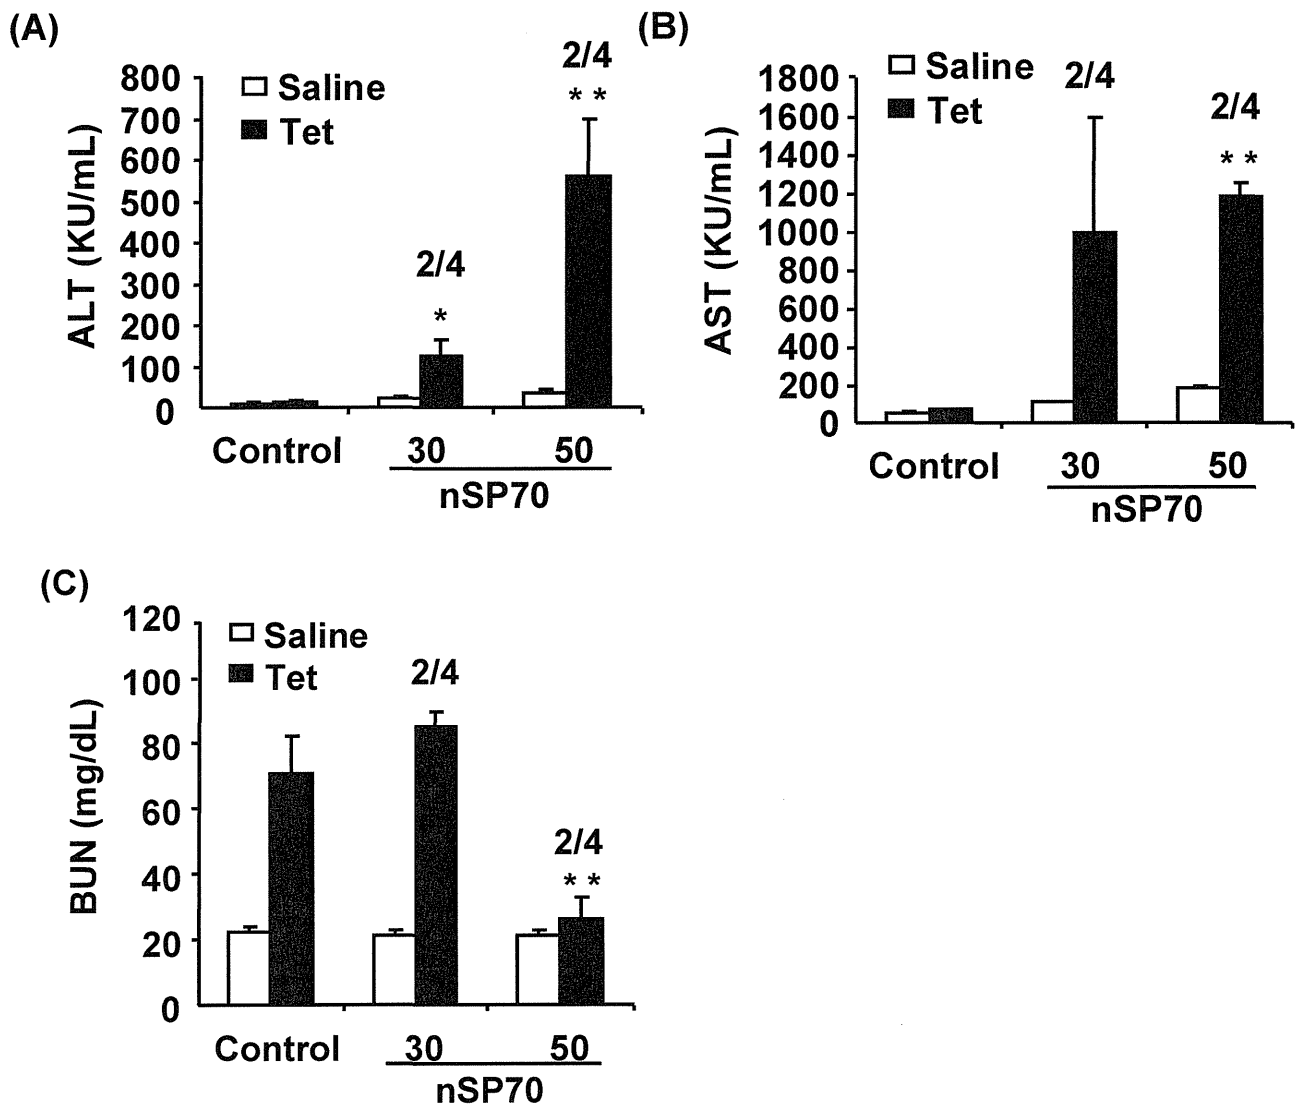 (A)
ALT (KU/mL)
800
700
600
500
400
300
200
100
0
Saline
Tet
2/4
*
2/4
* *
Control 30 50
nSP70
(B)
AST (KU/mL)
1800
1600
1400
1200
1000
800
600
400
200
0
Saline
Tet
2/4
2/4
* *
Control 30 50
nSP70
(C)
BUN (mg/dL)
120
100
80
60
40
20
0
Saline
Tet
2/4
2/4
* *
Control 30 50
nSP70